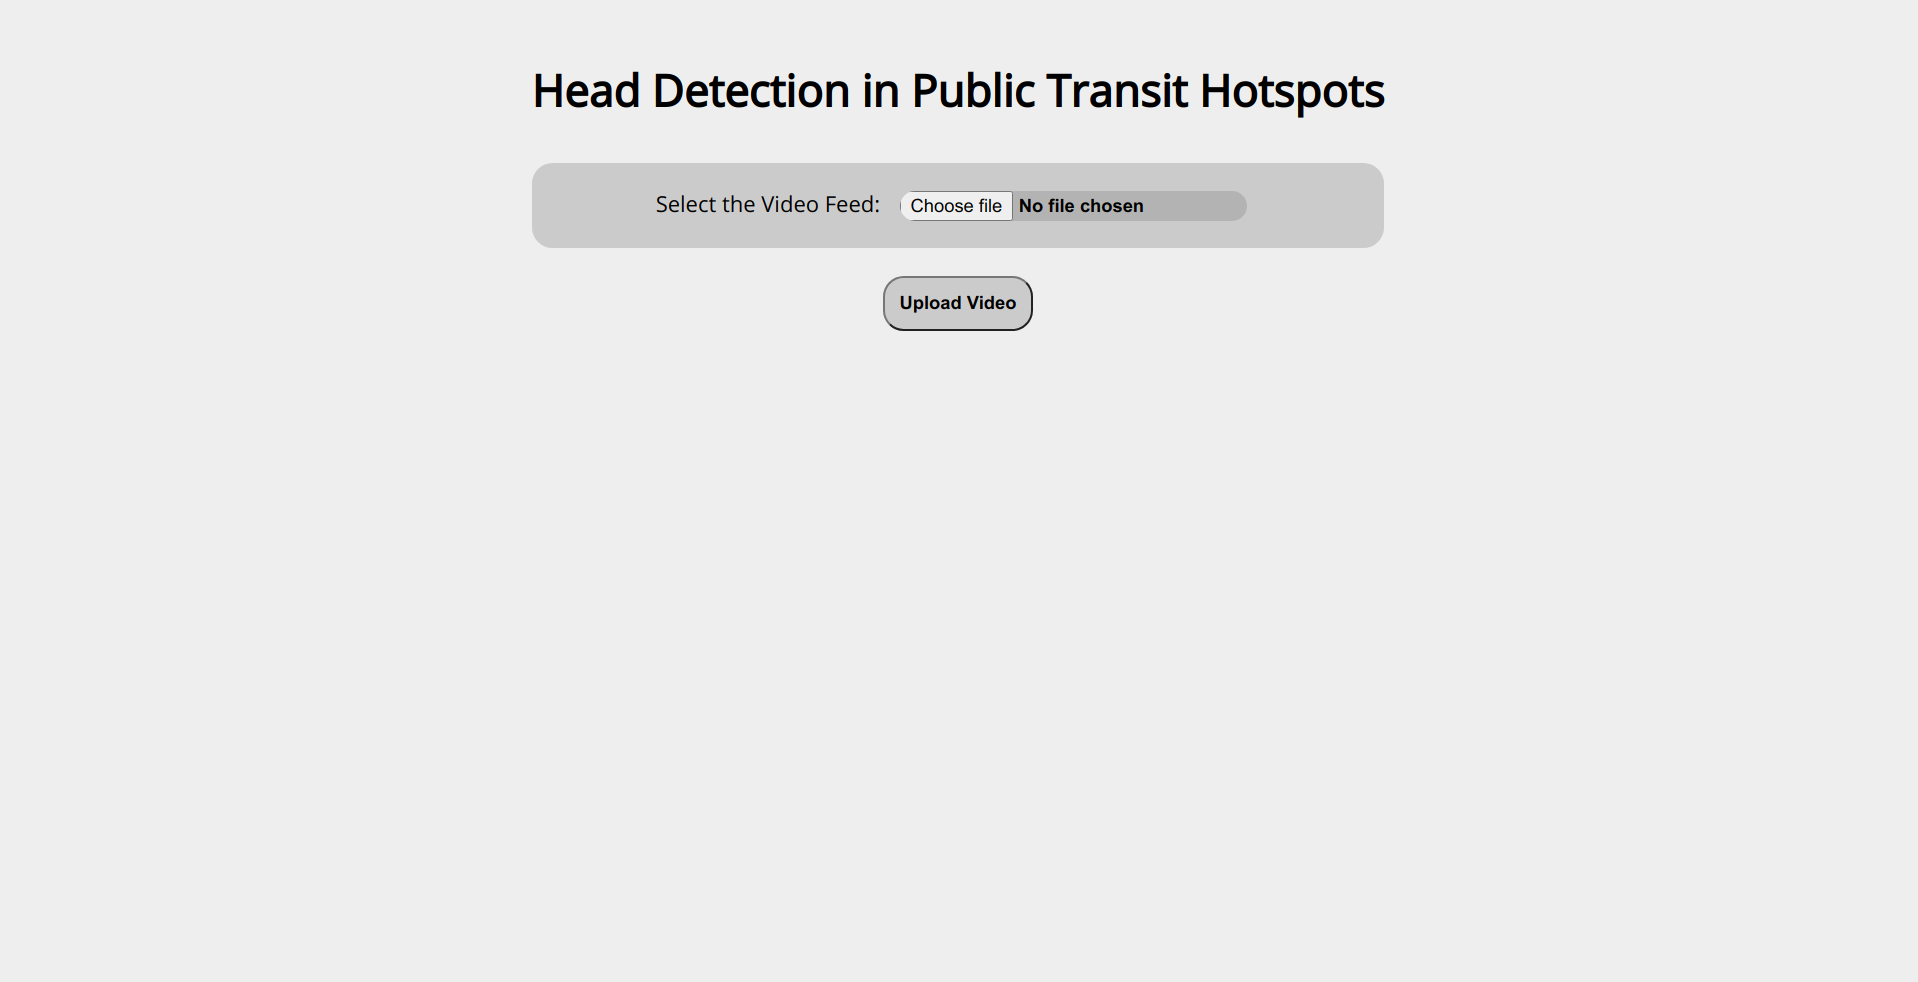 Head Detection in Public Transit Hotspots
Select the Video Feed: Choose file No file chosen
Upload Video